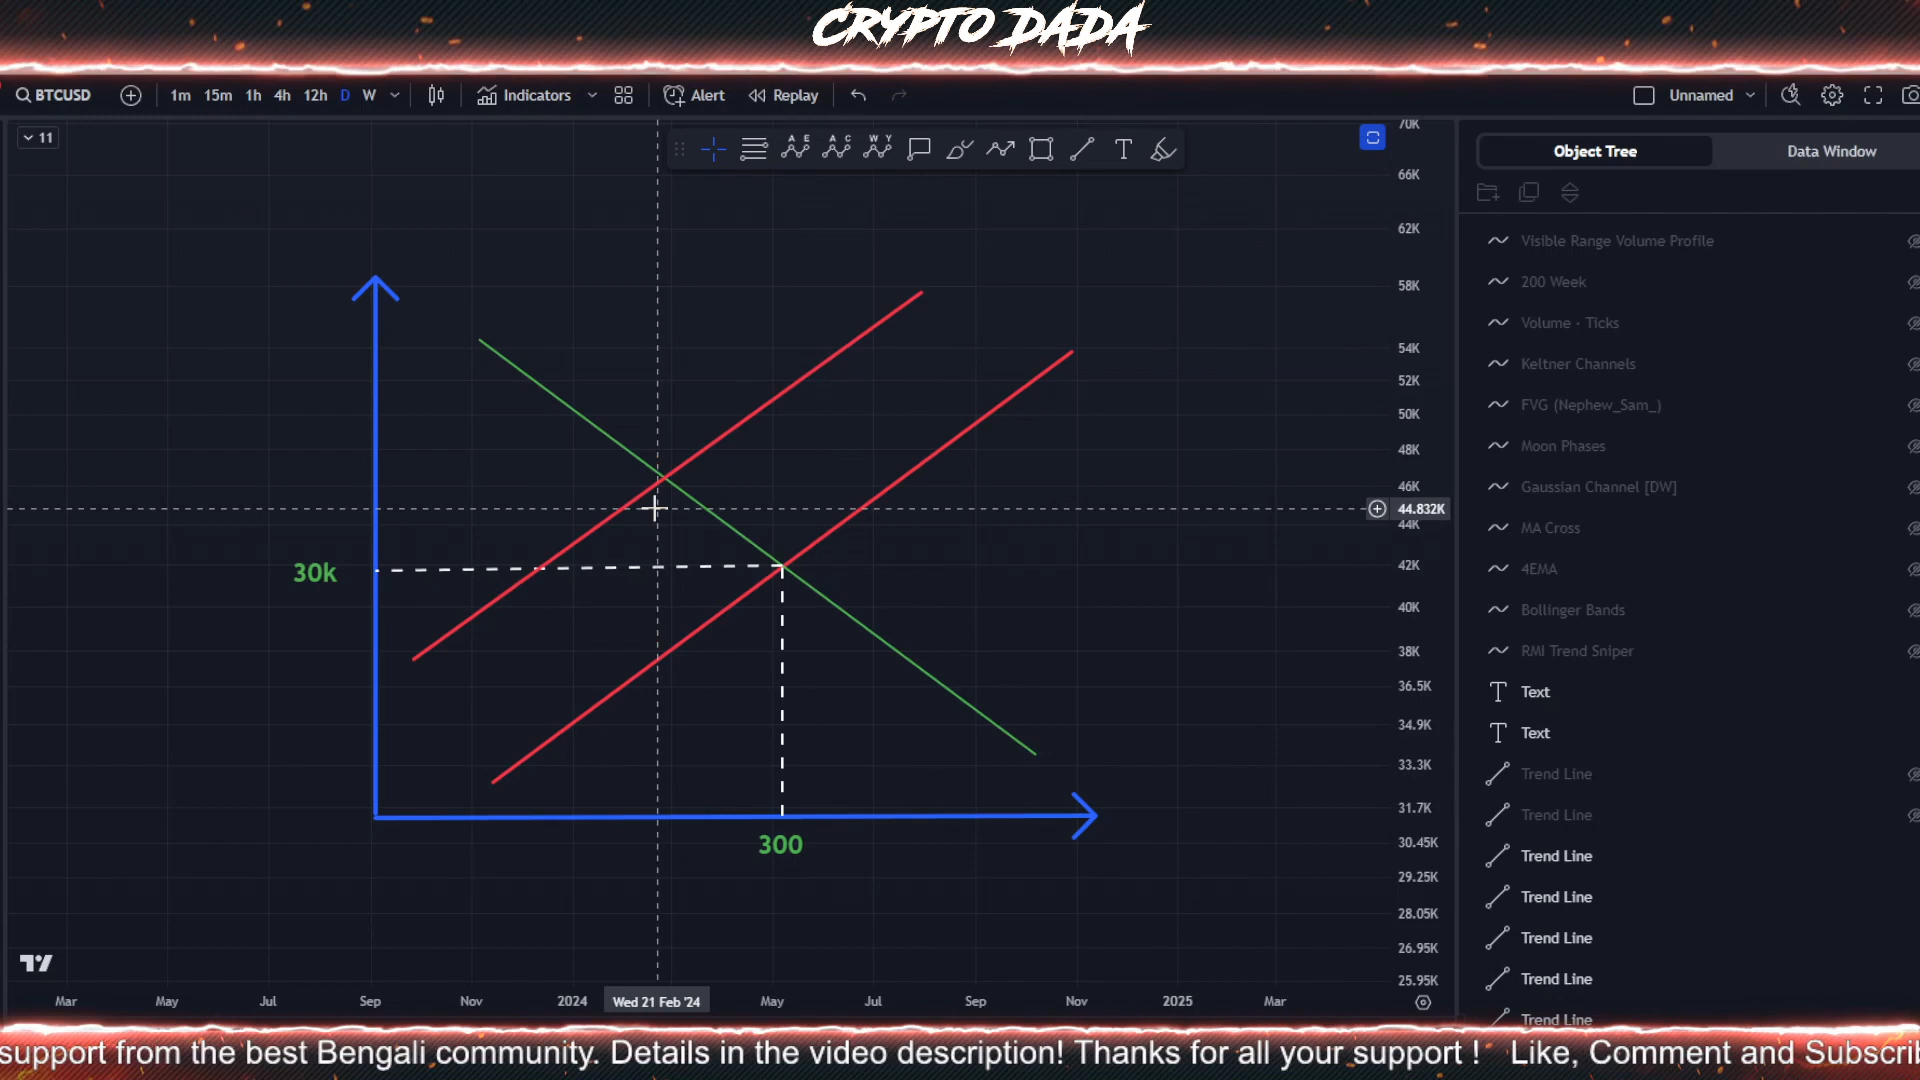 CRYPTO DADA
BTCUSD 1m 15m 1h 4h 12h D W Indicators Alert Replay Unnamed
11
A E A C W Y T
Object Tree Data Window
70K
66K
62K
58K
54K
52K
50K
48K
46K
44.832K
44K
42K
40K
38K
36.5K
34.9K
33.3K
31.7K
30.45K
29.25K
28.05K
26.95K
25.95K
30k
300
Visible Range Volume Profile
200 Week
Volume · Ticks
Keltner Channels
FVG (Nephew_Sam_)
Moon Phases
Gaussian Channel [DW]
MA Cross
4EMA
Bollinger Bands
RMI Trend Sniper
T Text
T Text
Trend Line
Trend Line
Trend Line
Trend Line
Trend Line
Trend Line
Trend Line
Mar May Jul Sep Nov 2024 Wed 21 Feb '24 May Jul Sep Nov 2025 Mar
support from the best Bengali community. Details in the video description! Thanks for all your support ! Like, Comment and Subscrib